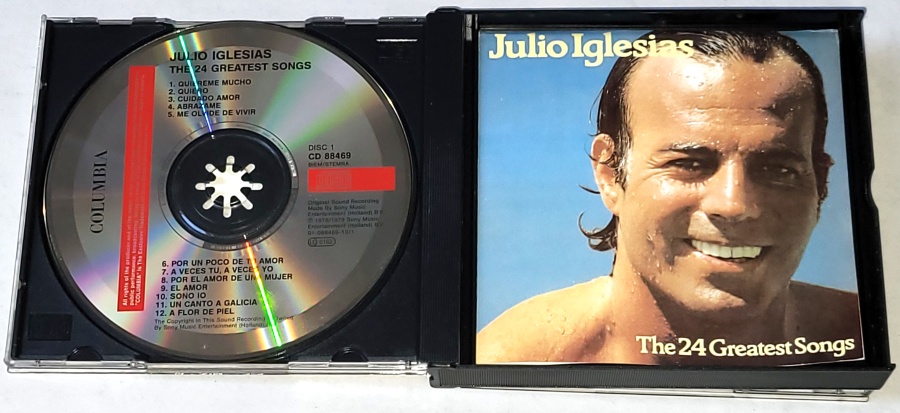 JULIO IGLESIAS
THE 24 GREATEST SONGS
1. QUIEREME MUCHO
2. QUIERO
3. CUIDADO AMOR
4. ABRAZAME
5. ME OLVIDE DE VIVIR
DISC 1
CD 88469
BIEM/STEMRA
COLUMBIA
Original Sound Recording
Made By Sony Music
Entertainment (Holland) B
1978 Sony Music
Entertainment (Holland)
6. POR UN POCO DE TU AMOR
7. A VECES TU, A VECES YO
8. POR EL AMOR DE UNA MUJER
9. EL AMOR
10. SONO IO
11. UN CANTO A GALICIA
12. A FLOR DE PIEL
The Copyright in This Sound Recording is
By Sony Music Entertainment (Holland)
Julio Iglesias
The 24 Greatest Songs